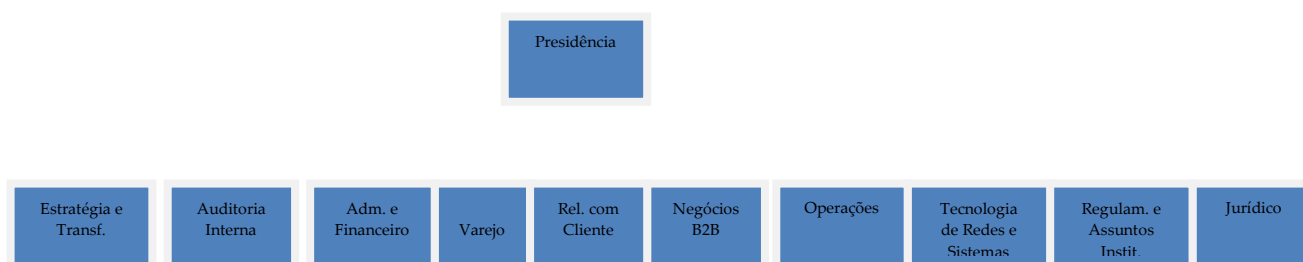 Presidência
Estratégia e
Transf.
Auditoria
Interna
Adm. e
Financeiro
Varejo
Rel. com
Cliente
Negócios
B2B
Operações
Tecnologia
de Redes e
Sistemas
Regulam. e
Assuntos
Instit.
Jurídico